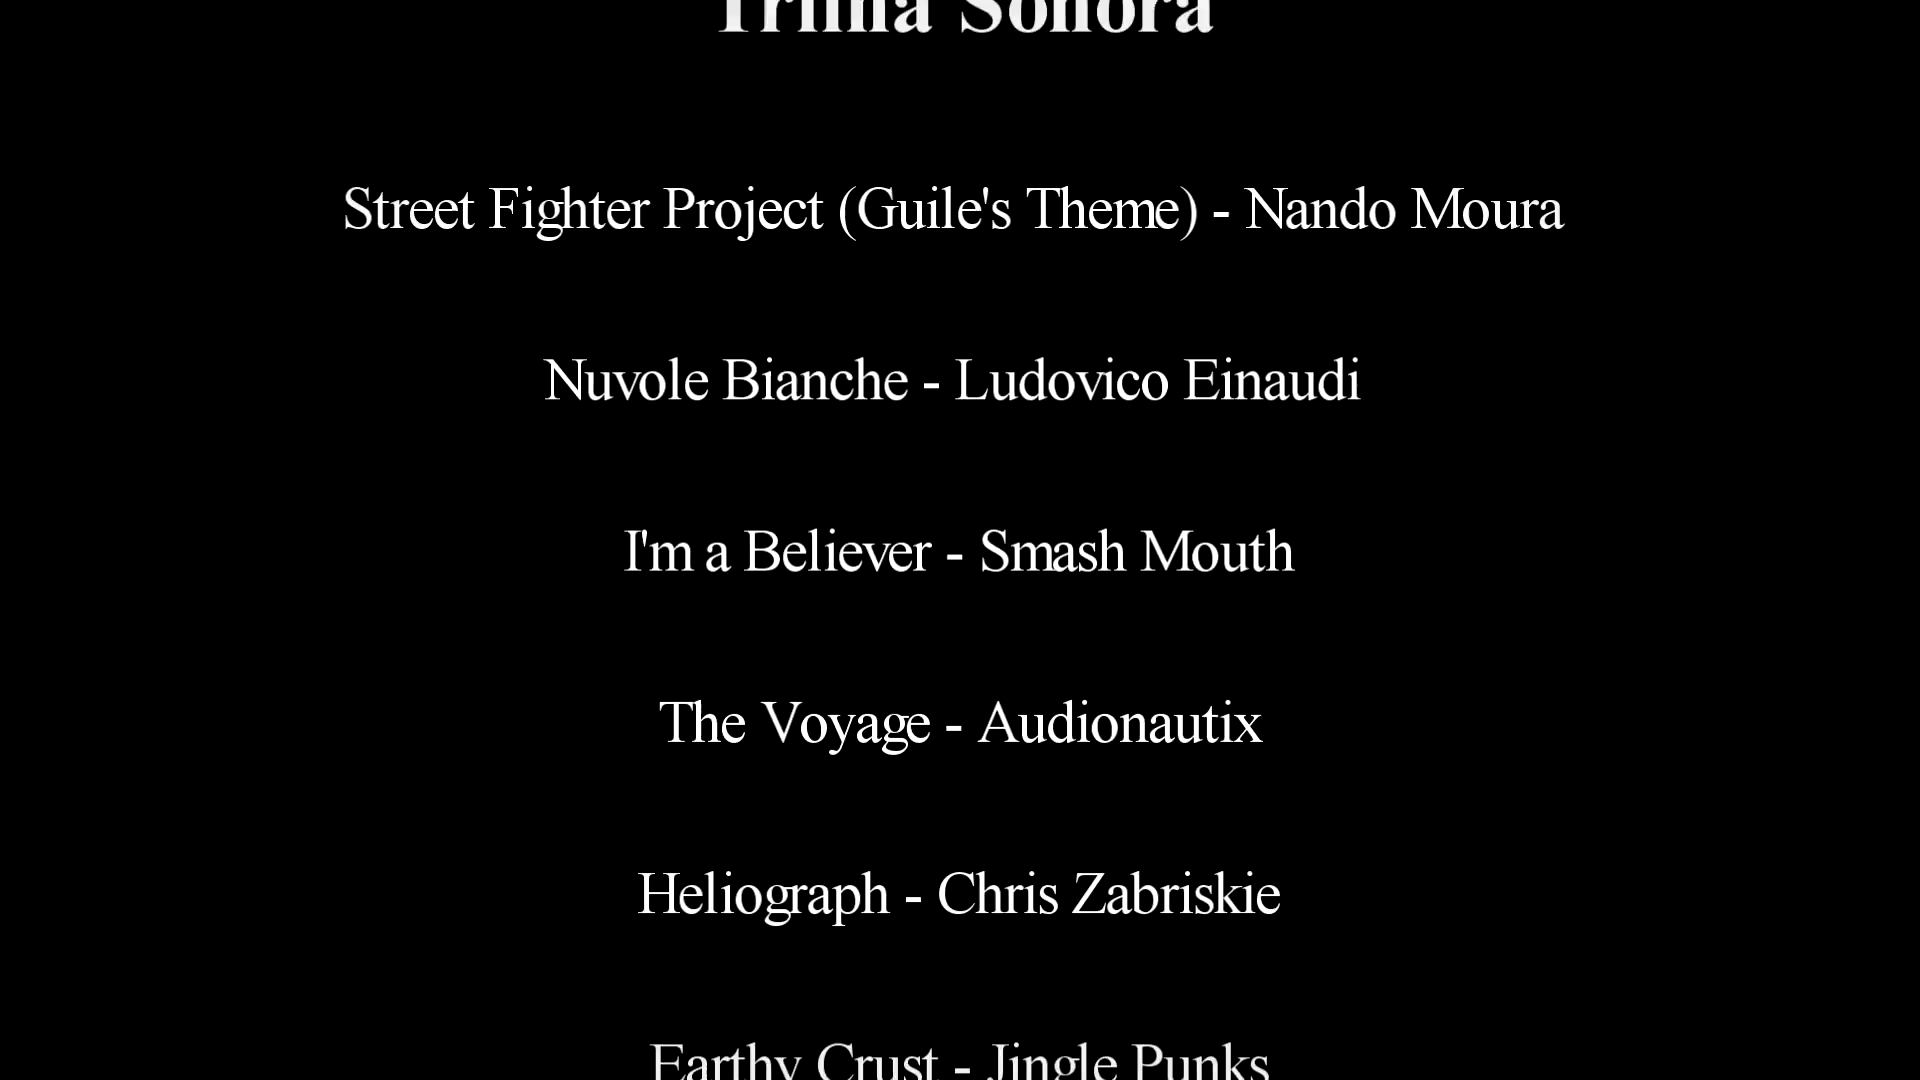 Trilha Sonora
Street Fighter Project (Guile's Theme) - Nando Moura
Nuvole Bianche - Ludovico Einaudi
I'm a Believer - Smash Mouth
The Voyage - Audionautix
Heliograph - Chris Zabriskie
Earthy Crust - Jingle Punks